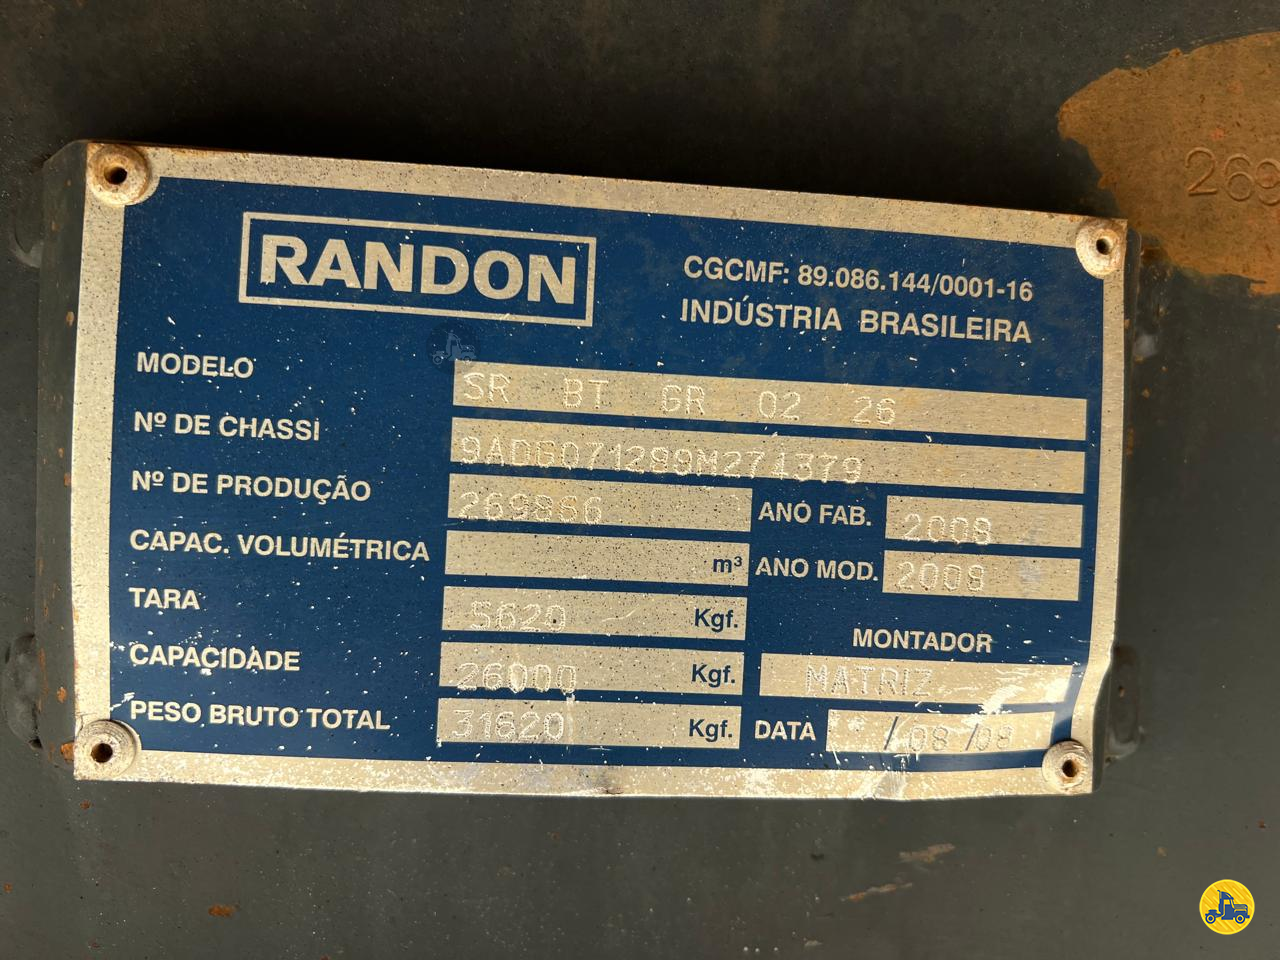 RANDON
CGCMF: 89.086.144/0001-16
INDÚSTRIA BRASILEIRA
MODELO SR BT GR 02 26
Nº DE CHASSI 9ADG071299M274379
Nº DE PRODUÇÃO 269866 ANO FAB. 2008
CAPAC. VOLUMÉTRICA m³ ANO MOD. 2008
TARA 5620 Kgf.
MONTADOR
CAPACIDADE 26000 Kgf. MATRIZ
PESO BRUTO TOTAL 31620 Kgf. DATA /08/08
269